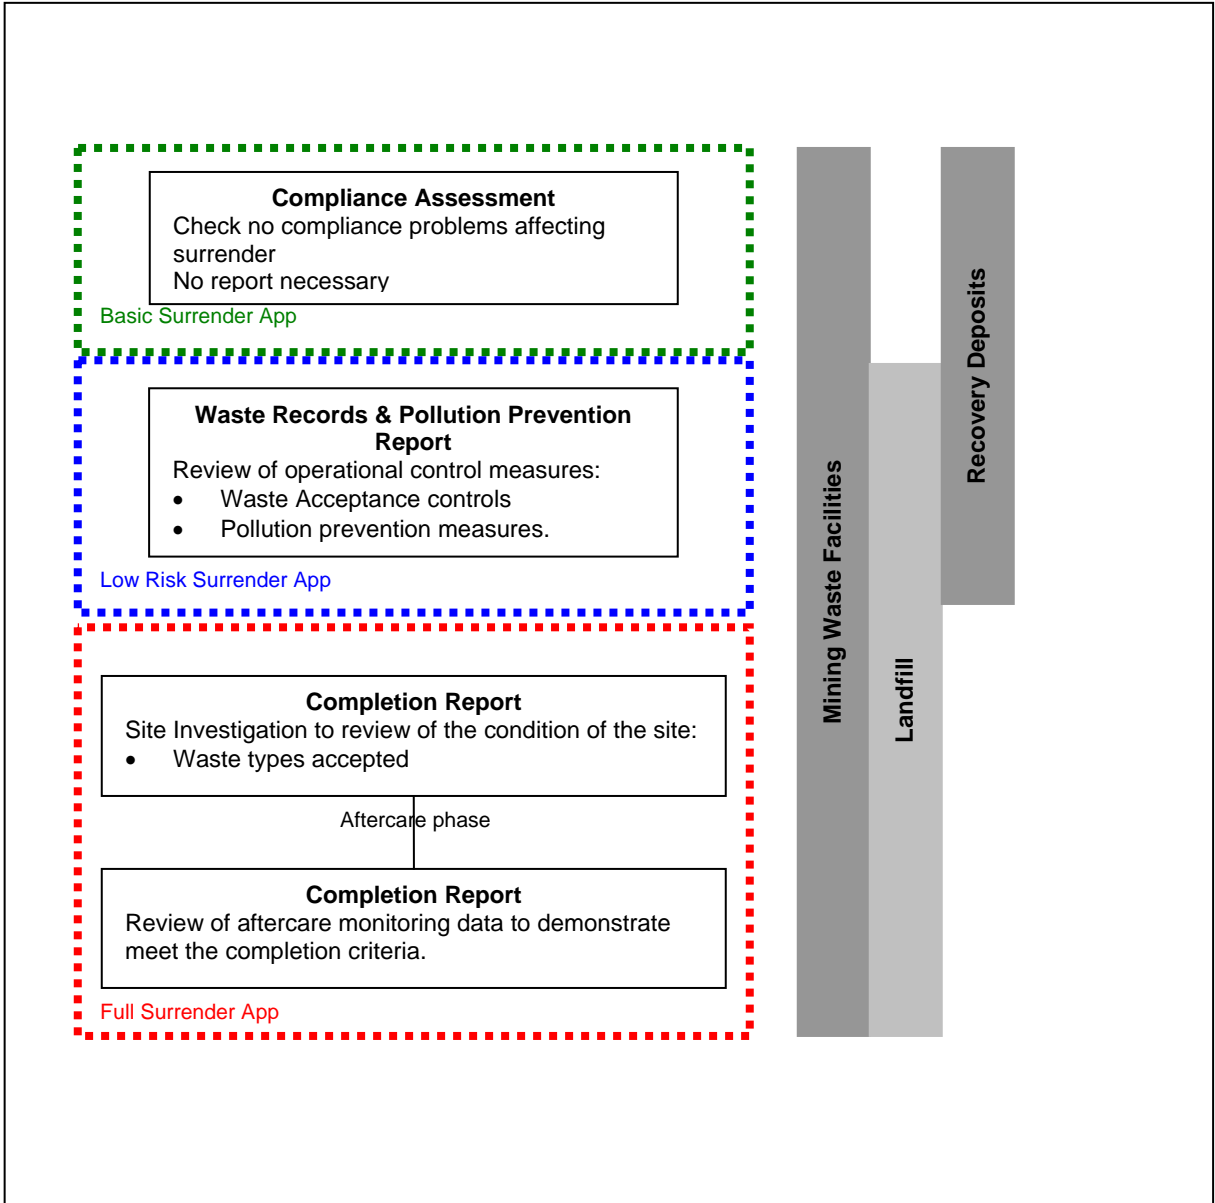 Compliance Assessment
Check no compliance problems affecting
surrender
No report necessary
Basic Surrender App
Waste Records & Pollution Prevention
Report
Review of operational control measures:
• Waste Acceptance controls
• Pollution prevention measures.
Low Risk Surrender App
Completion Report
Site Investigation to review of the condition of the site:
• Waste types accepted
Aftercare phase
Completion Report
Review of aftercare monitoring data to demonstrate
meet the completion criteria.
Full Surrender App
Mining Waste Facilities
Landfill
Recovery Deposits